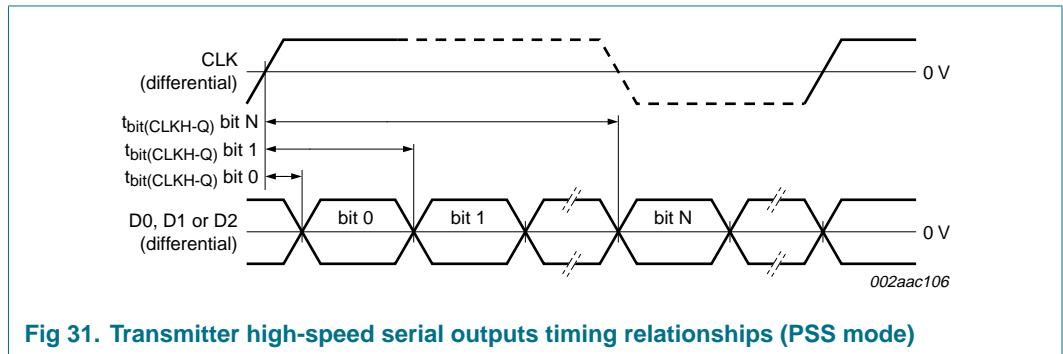 CLK
(differential)
0 V
tbit(CLKH-Q) bit N
tbit(CLKH-Q) bit 1
tbit(CLKH-Q) bit 0
D0, D1 or D2
(differential)
bit 0
bit 1
bit N
0 V
002aac106
Fig 31. Transmitter high-speed serial outputs timing relationships (PSS mode)